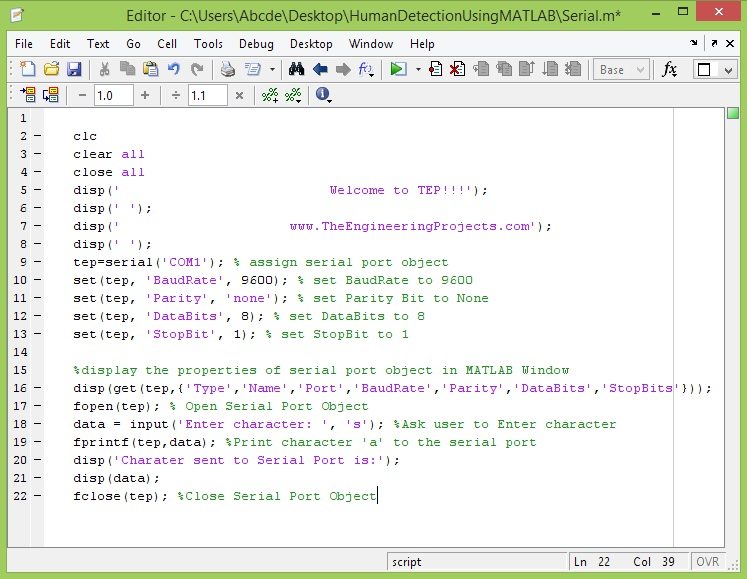 Editor - C:\Users\Abcde\Desktop\HumanDetectionUsingMATLAB\Serial.m*
File Edit Text Go Cell Tools Debug Desktop Window Help
Base
1.0 1.1
1
2 clc
3 clear all
4 close all
5 disp('                          Welcome to TEP!!!');
6 disp(' ');
7 disp('                     www.TheEngineeringProjects.com');
8 disp(' ');
9 tep=serial('COM1'); % assign serial port object
10 set(tep, 'BaudRate', 9600); % set BaudRate to 9600
11 set(tep, 'Parity', 'none'); % set Parity Bit to None
12 set(tep, 'DataBits', 8); % set DataBits to 8
13 set(tep, 'StopBit', 1); % set StopBit to 1
14
15 %display the properties of serial port object in MATLAB Window
16 disp(get(tep,{'Type','Name','Port','BaudRate','Parity','DataBits','StopBits'}));
17 fopen(tep); % Open Serial Port Object
18 data = input('Enter character: ', 's'); %Ask user to Enter character
19 fprintf(tep,data); %Print character 'a' to the serial port
20 disp('Charater sent to Serial Port is:');
21 disp(data);
22 fclose(tep); %Close Serial Port Object
script Ln 22 Col 39 OVR